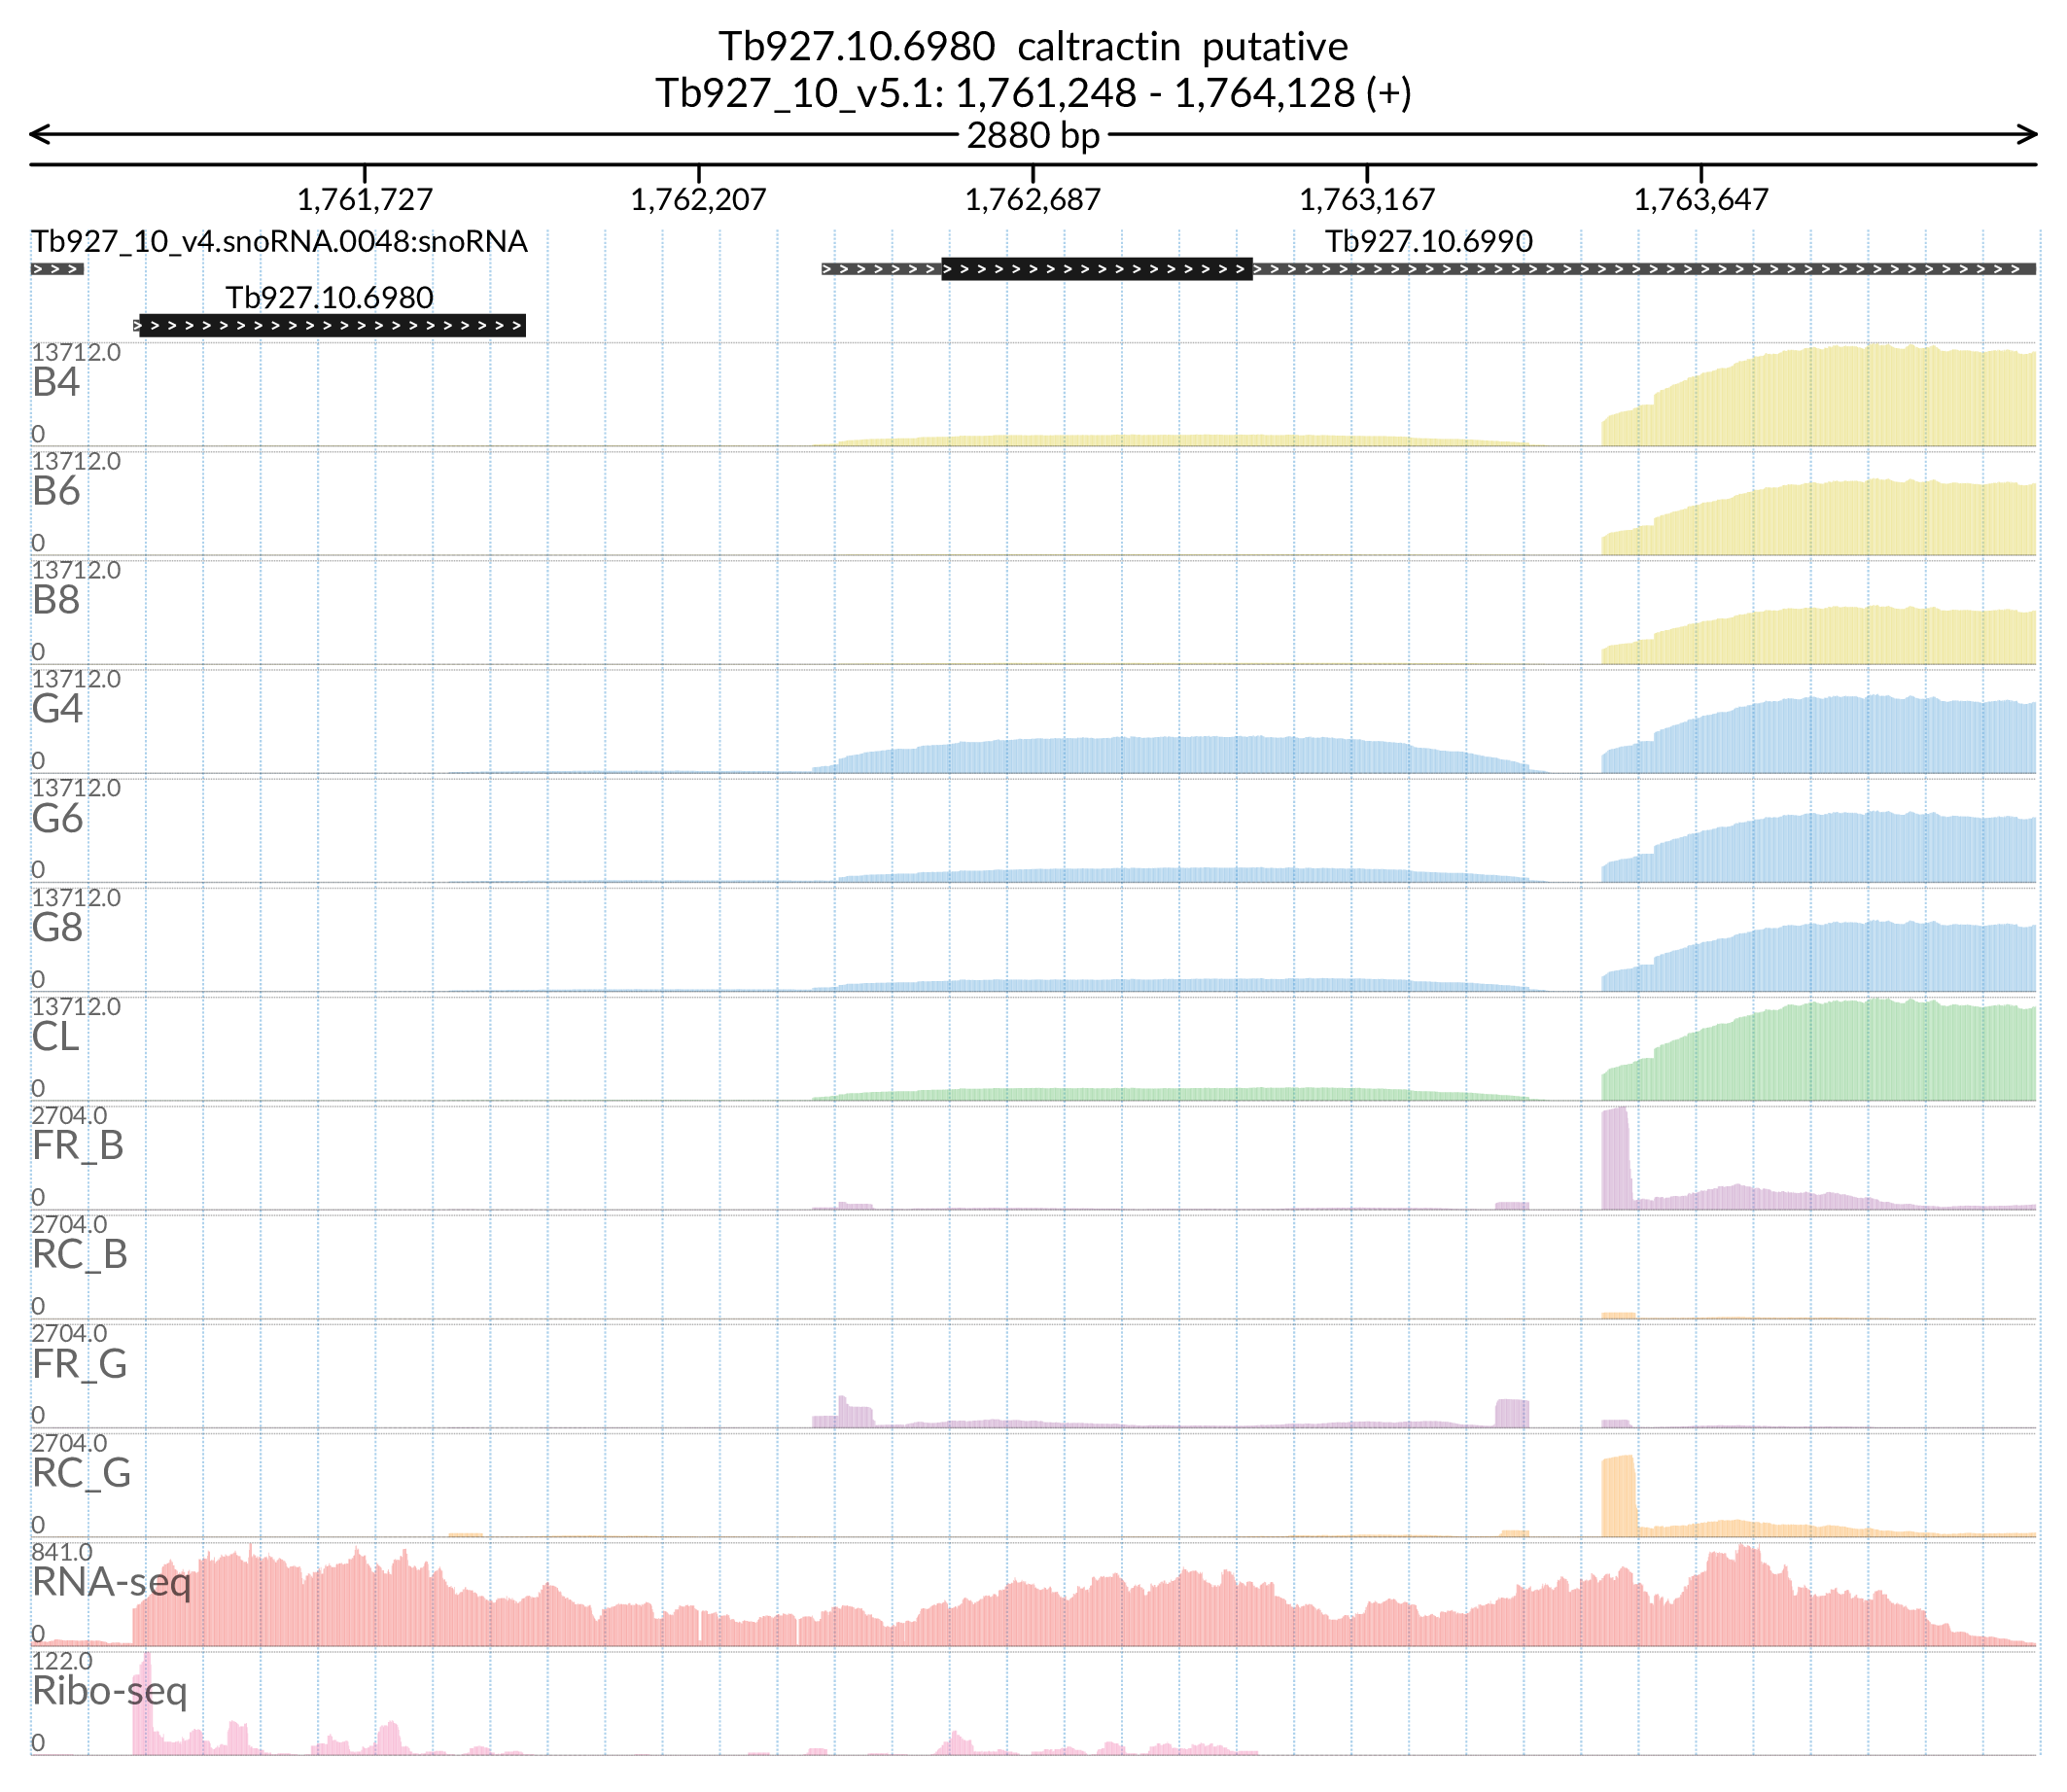 Tb927.10.6980 caltractin putative
Tb927_10_v5.1: 1,761,248 - 1,764,128 (+)
2880 bp
1,761,727 1,762,207 1,762,687 1,763,167 1,763,647
Tb927_10_v4.snoRNA.0048:snoRNA Tb927.10.6990
Tb927.10.6980
13712.0
B4
0
13712.0
B6
0
13712.0
B8
0
13712.0
G4
0
13712.0
G6
0
13712.0
G8
0
13712.0
CL
0
2704.0
FR_B
0
2704.0
RC_B
0
2704.0
FR_G
0
2704.0
RC_G
0
841.0
RNA-seq
0
122.0
Ribo-seq
0